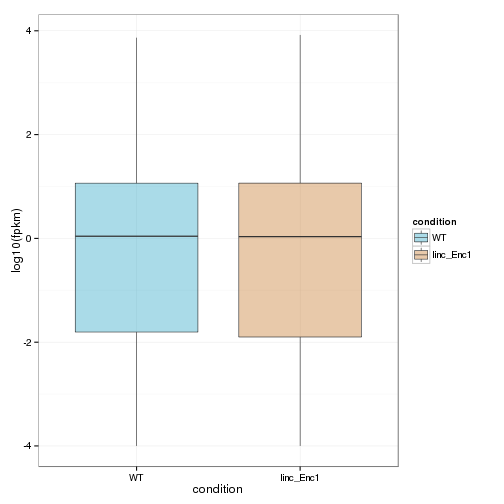 4
2
0
-2
-4
log10(fpkm)
WT
linc_Enc1
condition
condition
WT
linc_Enc1